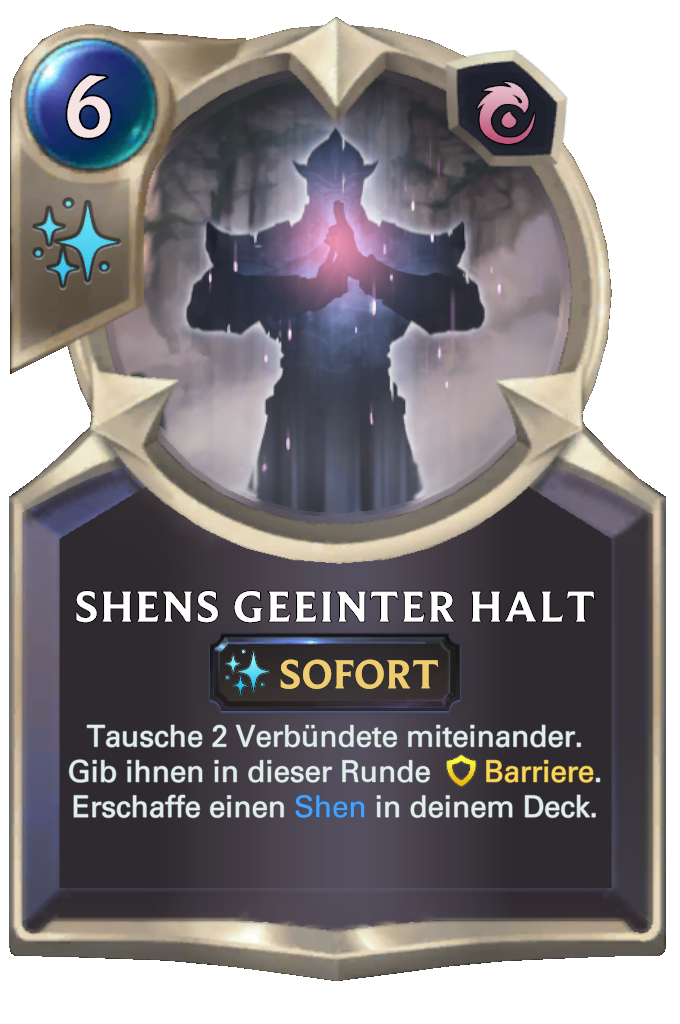 6
SHENS GEEINTER HALT
SOFORT
Tausche 2 Verbündete miteinander.
Gib ihnen in dieser Runde Barriere.
Erschaffe einen Shen in deinem Deck.